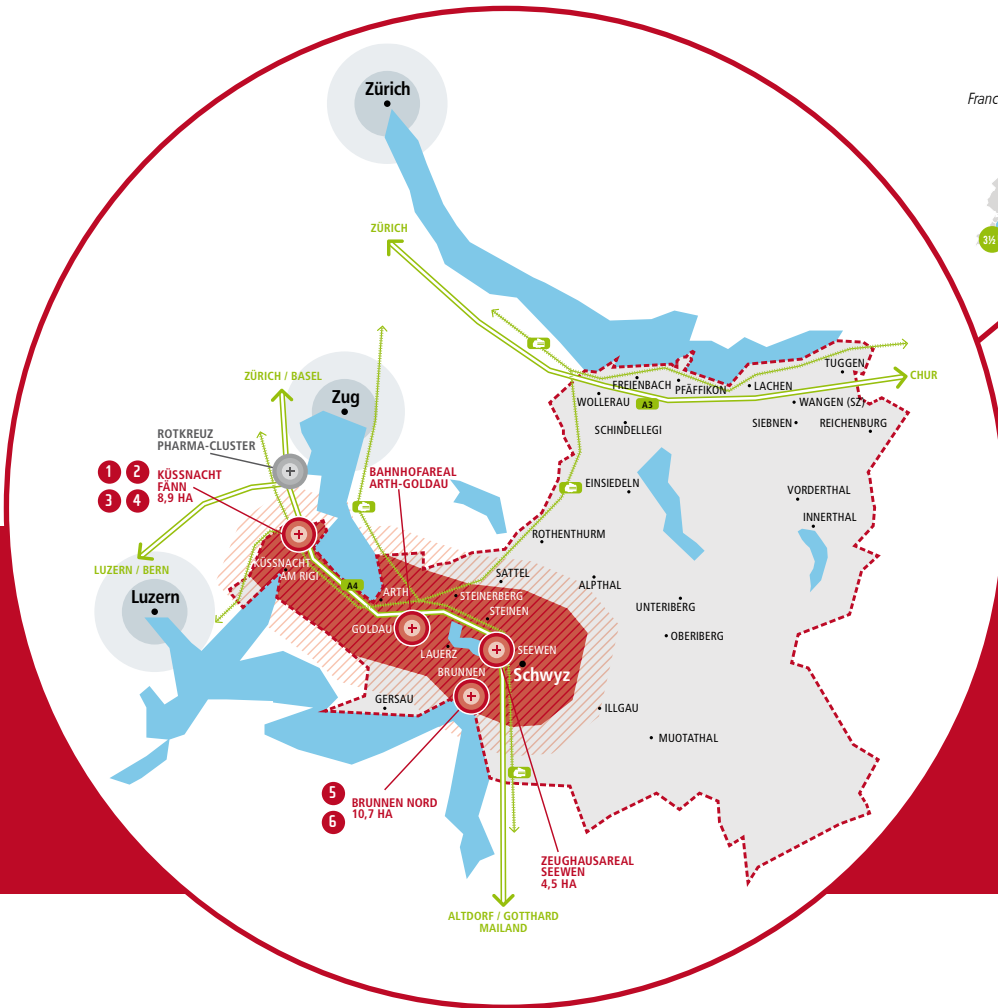 Zürich
Franc
3½
ZÜRICH
ZÜRICH / BASEL
Zug
TUGGEN
CHUR
FREIENBACH
PFÄFFIKON
LACHEN
WOLLERAU
A3
WANGEN (SZ)
SCHINDELLEGI
SIEBNEN
REICHENBURG
ROTKREUZ
PHARMA-CLUSTER
1 2
3 4
KÜSSNACHT
FÄNN
8,9 HA
BAHNHOFAREAL
ARTH-GOLDAU
EINSIEDELN
VORDERTHAL
INNERTHAL
ROTHENTHURM
LUZERN / BERN
KÜSSNACHT
AM RIGI
A4
ARTH
SATTEL
STEINERBERG
STEINEN
ALPTHAL
UNTERIBERG
Luzern
GOLDAU
LAUERZ
SEEWEN
OBERIBERG
BRUNNEN
Schwyz
GERSAU
ILLGAU
MUOTATHAL
5
6
BRUNNEN NORD
10,7 HA
ZEUGHAUSAREAL
SEEWEN
4,5 HA
ALTDORF / GOTTHARD
MAILAND